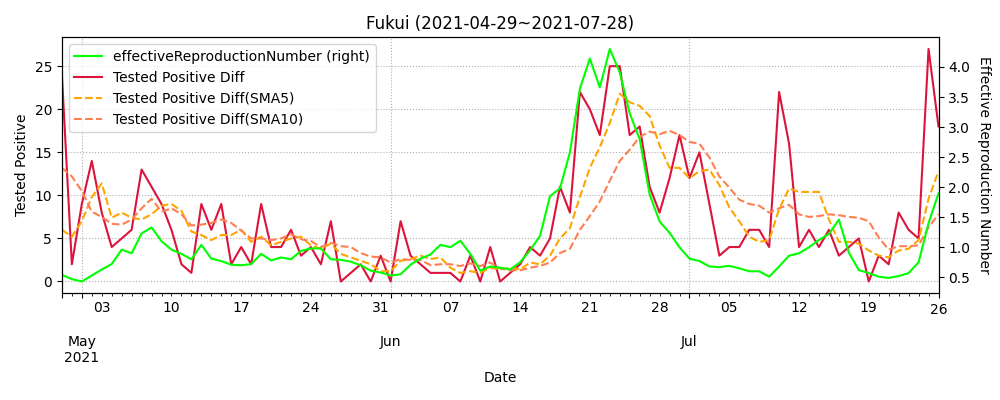 Fukui (2021-04-29~2021-07-28)
effectiveReproductionNumber (right)
Tested Positive Diff
Tested Positive Diff(SMA5)
Tested Positive Diff(SMA10)
Tested Positive
25
20
15
10
5
0
4.0
3.5
3.0
2.5
2.0
1.5
1.0
0.5
Effective Reproduction Number
03 10 17 24 31 07 14 21 28 05 12 19 26
May Jun Jul
2021
Date